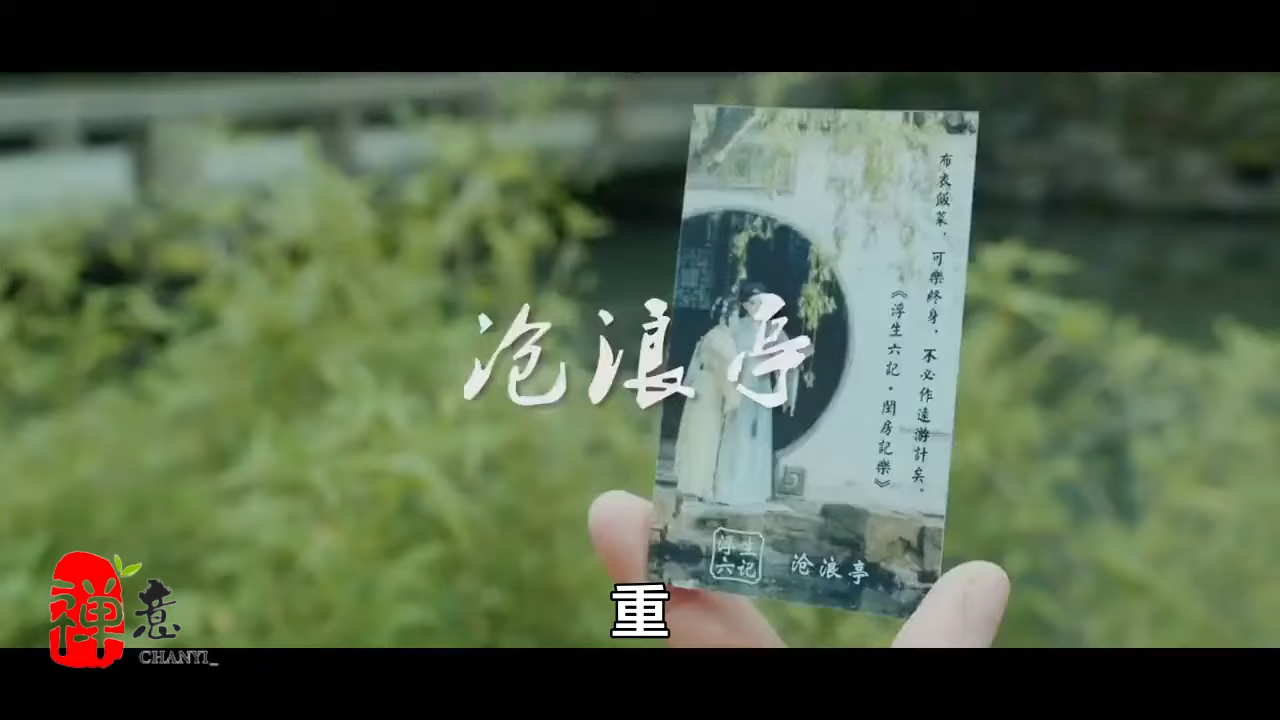 布衣飯菜，可樂終身，不必作遠游計矣。
《浮生六記·閨房記樂》
沧浪亭
浮生
六记
沧浪亭
重
禅意
CHANYI_